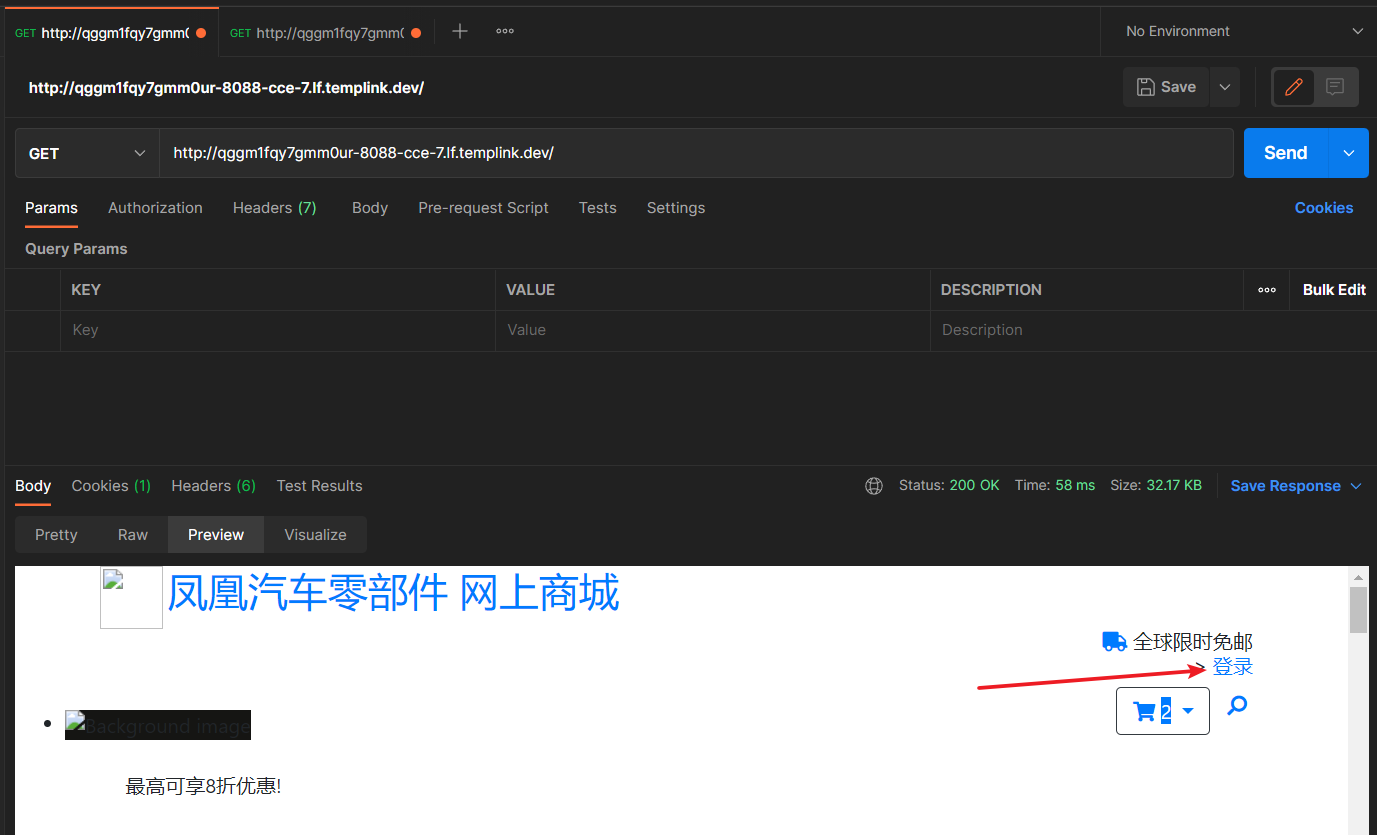 GET http://qggm1fqy7gmm0 GET http://qggm1fqy7gmm0 No Environment
http://qggm1fqy7gmm0ur-8088-cce-7.lf.templink.dev/ Save
GET http://qggm1fqy7gmm0ur-8088-cce-7.lf.templink.dev/ Send
Params Authorization Headers (7) Body Pre-request Script Tests Settings Cookies
Query Params
KEY VALUE DESCRIPTION Bulk Edit
Key Value Description
Body Cookies (1) Headers (6) Test Results Status: 200 OK Time: 58 ms Size: 32.17 KB Save Response
Pretty Raw Preview Visualize
凤凰汽车零部件 网上商城
全球限时免邮
> 登录
2
Background image
最高可享8折优惠!